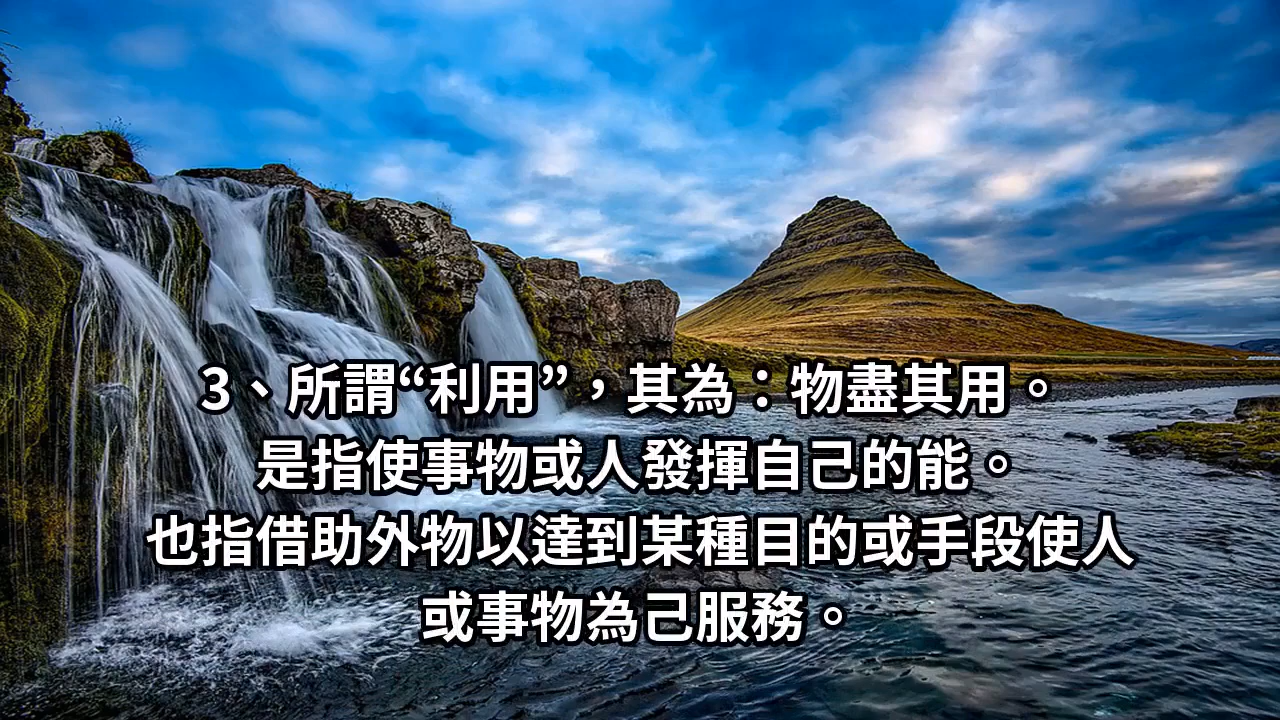 3、所謂“利用”，其為：物盡其用。
是指使事物或人發揮自己的能。
也指借助外物以達到某種目的或手段使人
或事物為己服務。